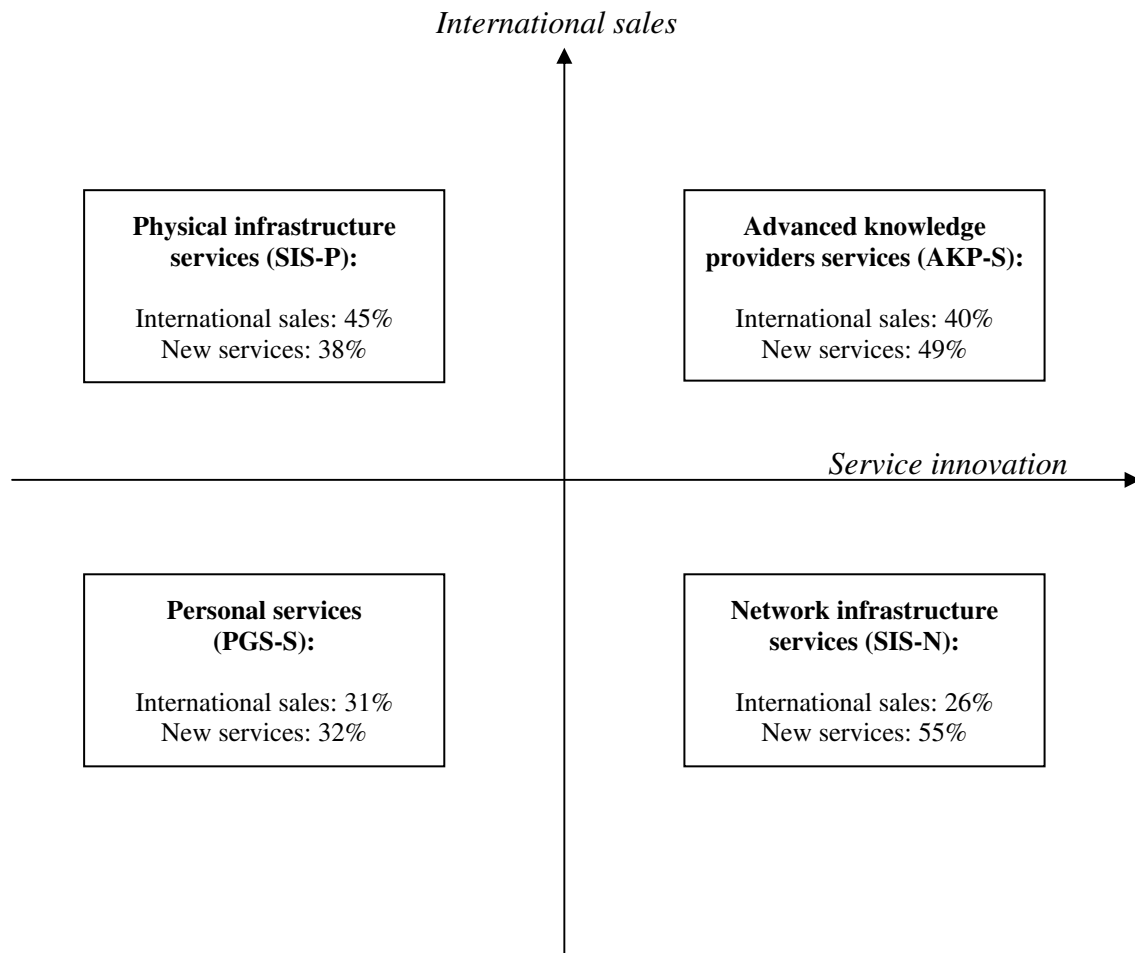 International sales
Physical infrastructure
services (SIS-P):
International sales: 45%
New services: 38%
Advanced knowledge
providers services (AKP-S):
International sales: 40%
New services: 49%
Service innovation
Personal services
(PGS-S):
International sales: 31%
New services: 32%
Network infrastructure
services (SIS-N):
International sales: 26%
New services: 55%